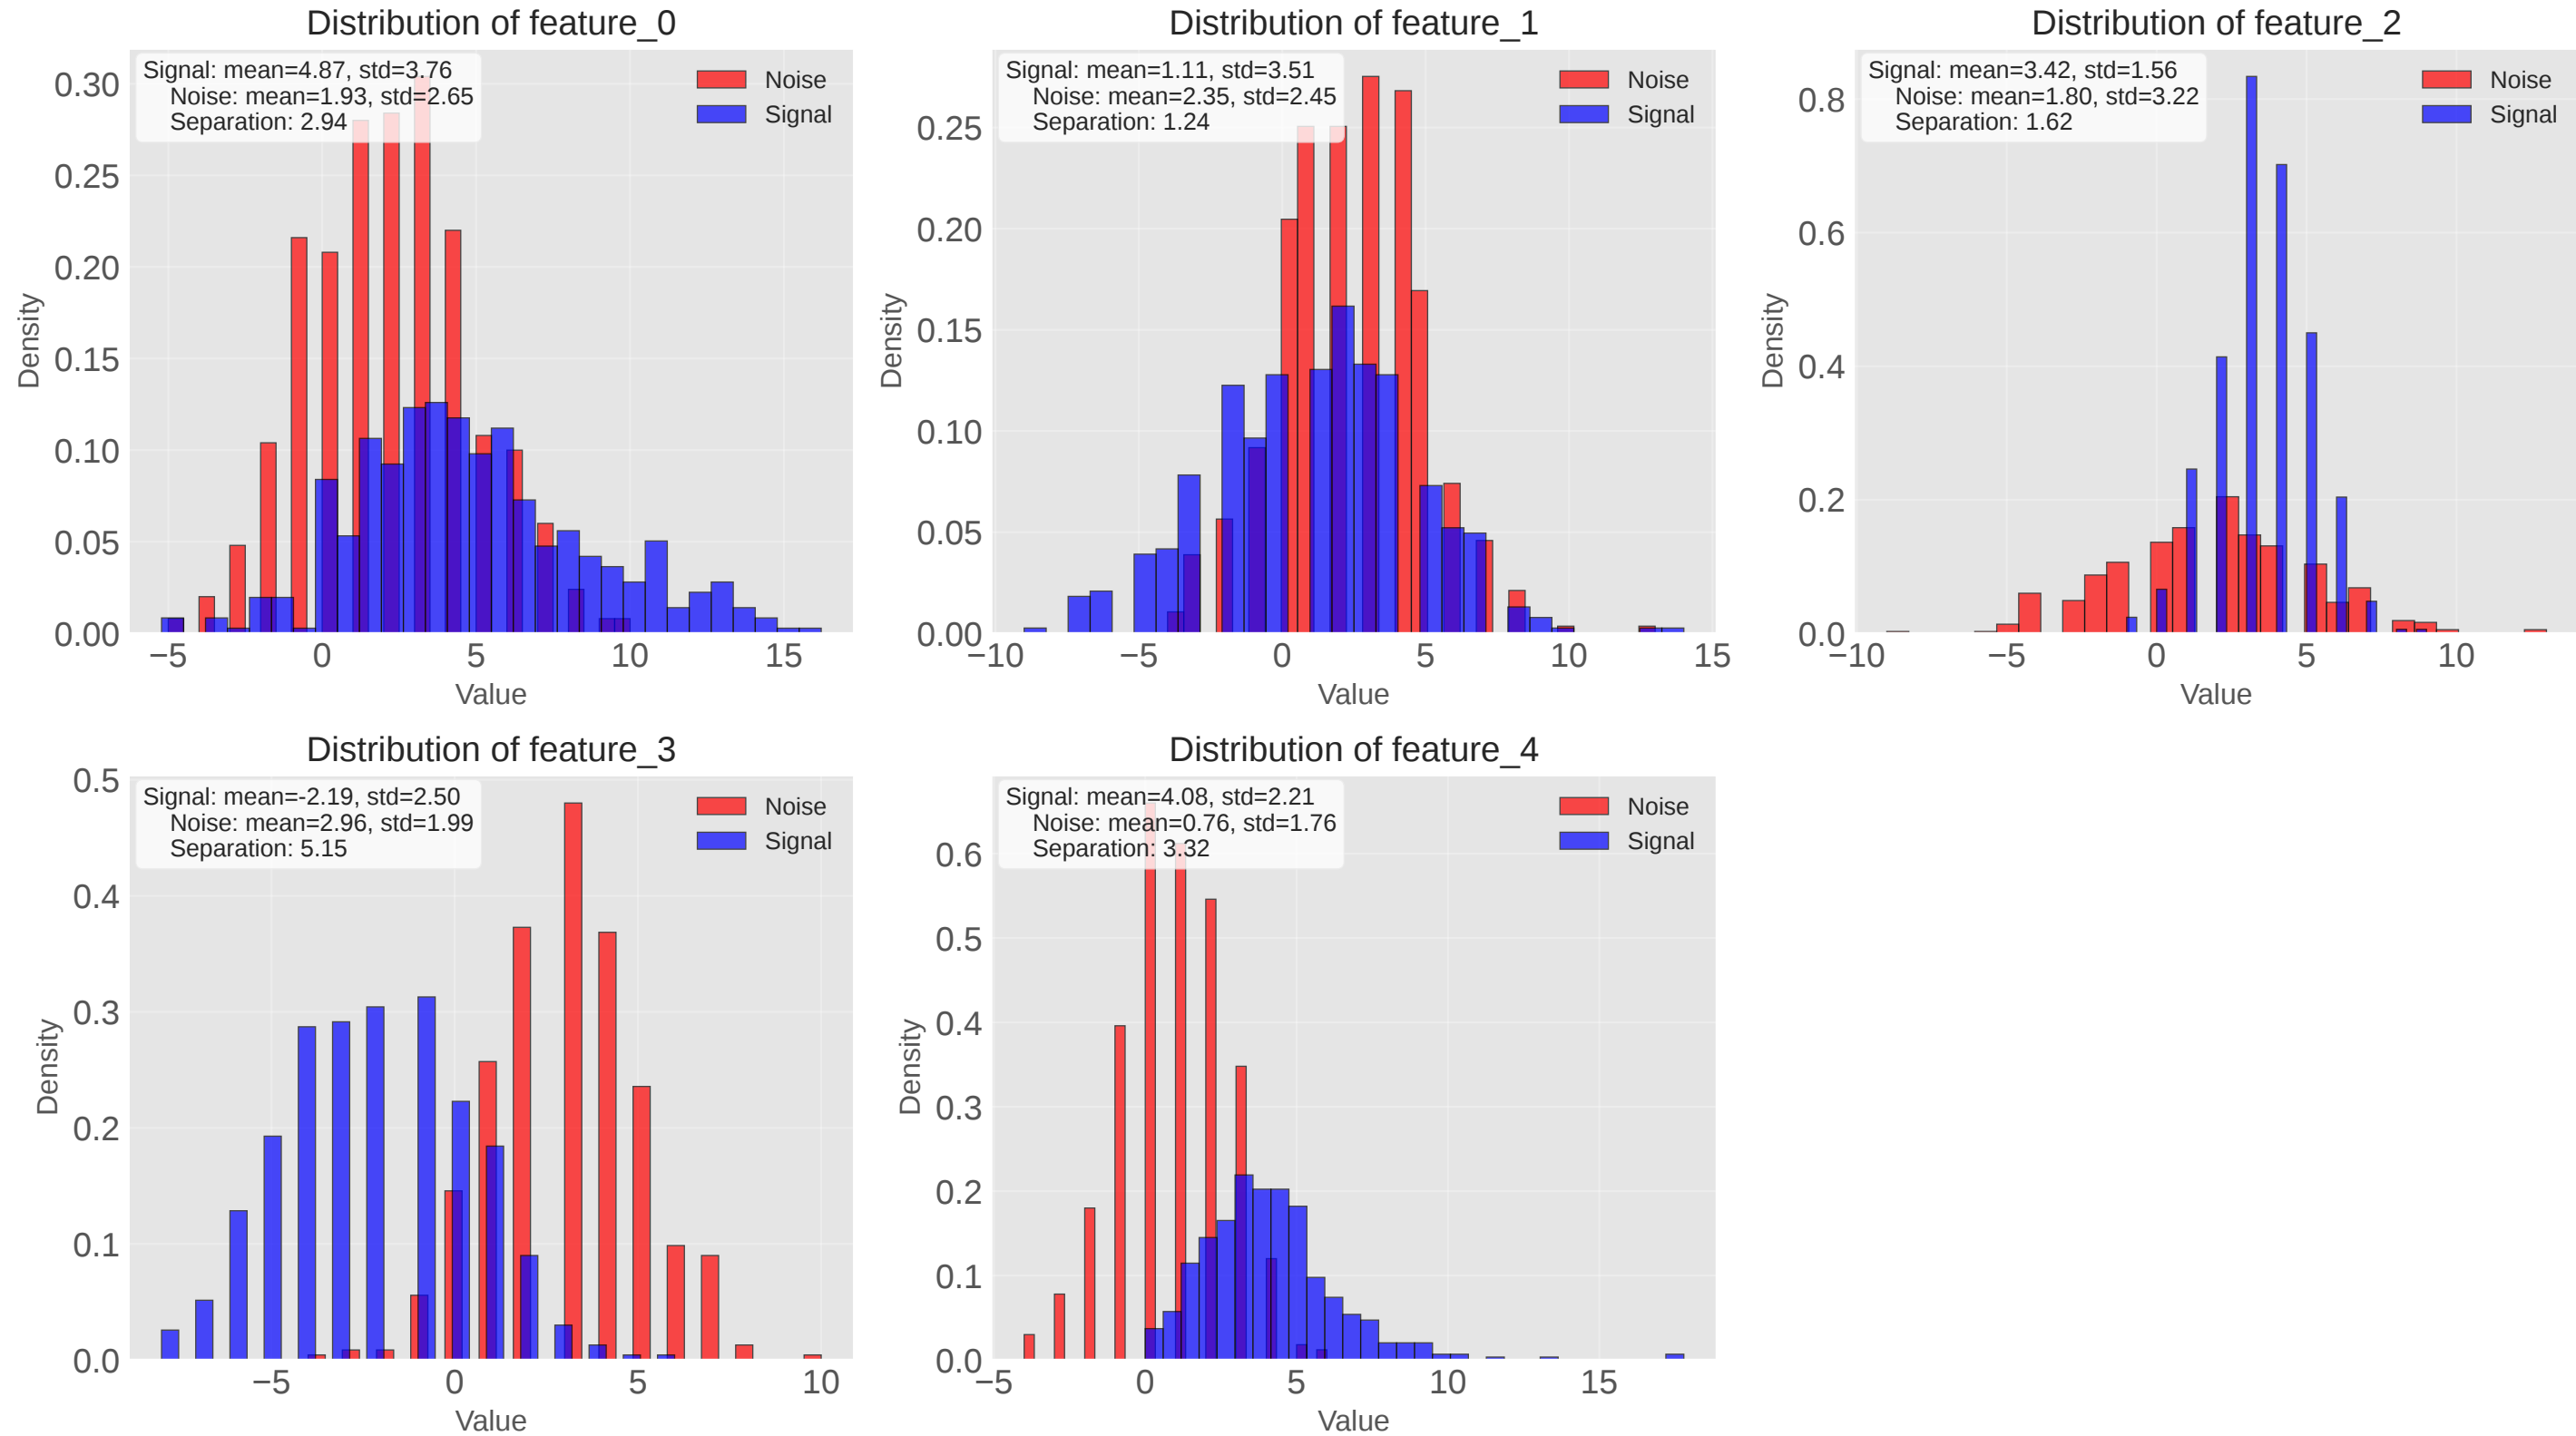 Distribution of feature_0
Signal: mean=4.87, std=3.76
Noise: mean=1.93, std=2.65
Separation: 2.94
Noise
Signal
0.30
0.25
0.20
0.15
0.10
0.05
0.00
Density
−5
0
5
10
15
Value
Distribution of feature_1
Signal: mean=1.11, std=3.51
Noise: mean=2.35, std=2.45
Separation: 1.24
Noise
Signal
0.25
0.20
0.15
0.10
0.05
0.00
Density
−10
−5
0
5
10
15
Value
Distribution of feature_2
Signal: mean=3.42, std=1.56
Noise: mean=1.80, std=3.22
Separation: 1.62
Noise
Signal
0.8
0.6
0.4
0.2
0.0
Density
−10
−5
0
5
10
Value
Distribution of feature_3
Signal: mean=-2.19, std=2.50
Noise: mean=2.96, std=1.99
Separation: 5.15
Noise
Signal
0.5
0.4
0.3
0.2
0.1
0.0
Density
−5
0
5
10
Value
Distribution of feature_4
Signal: mean=4.08, std=2.21
Noise: mean=0.76, std=1.76
Separation: 3.32
Noise
Signal
0.6
0.5
0.4
0.3
0.2
0.1
0.0
Density
−5
0
5
10
15
Value